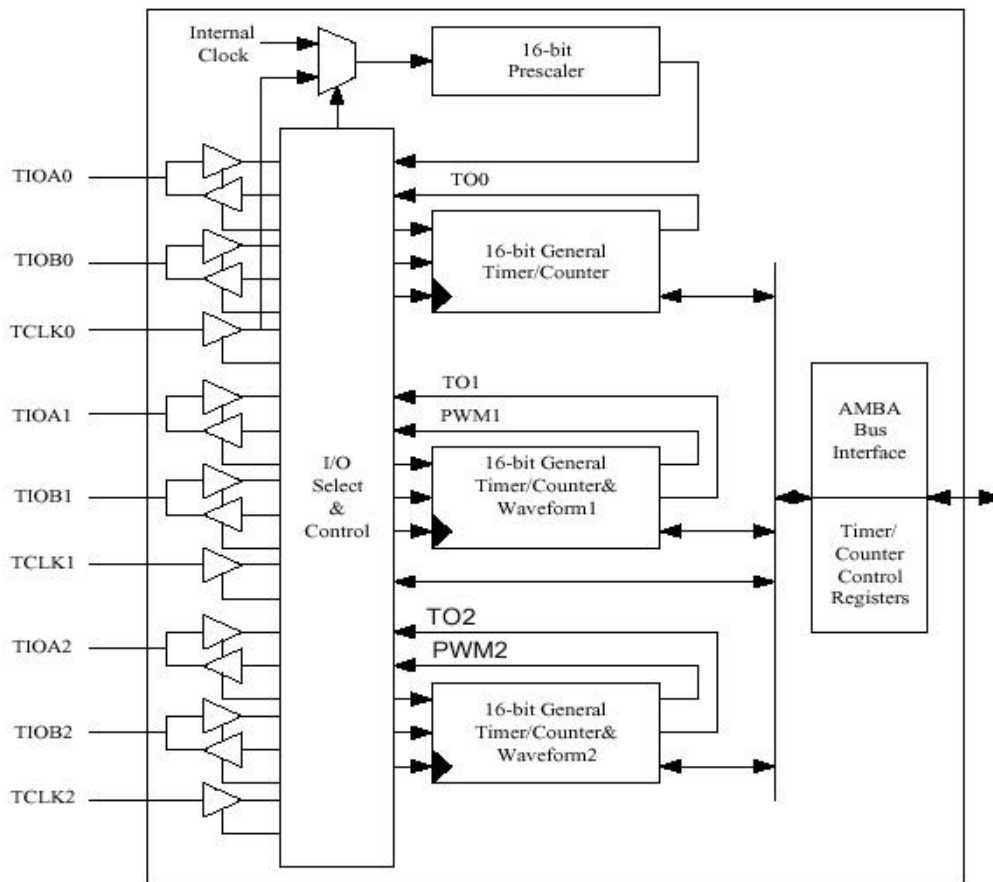 Internal
Clock
16-bit
Prescaler
TIOA0
TO0
TIOB0
16-bit General
Timer/Counter
TCLK0
TIOA1
TO1
PWM1
TIOB1
I/O
Select
&
Control
16-bit General
Timer/Counter&
Waveform1
AMBA
Bus
Interface
TCLK1
Timer/
Counter
Control
Registers
TIOA2
TO2
PWM2
TIOB2
16-bit General
Timer/Counter&
Waveform2
TCLK2